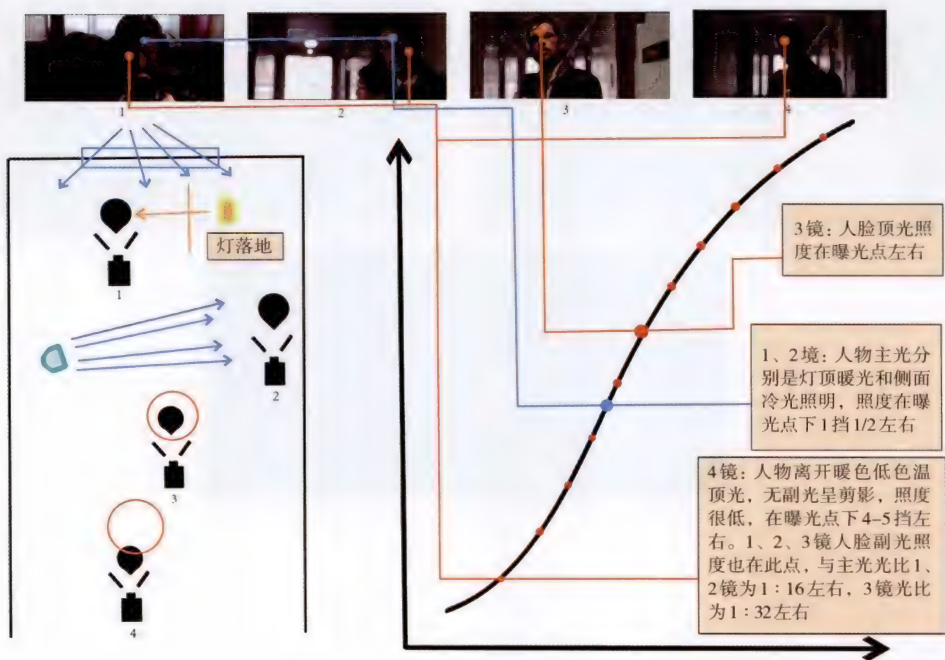 1
2
3
4
灯落地
1
2
3
4
3镜：人脸顶光照
度在曝光点左右
1、2境：人物主光分
别是灯顶暖光和侧面
冷光照明，照度在曝
光点下1挡1/2左右
4镜：人物离开暖色低色温
顶光，无副光呈剪影，照度
很低，在曝光点下4-5挡左
右。1、2、3镜人脸副光照
度也在此点，与主光光比1、
2镜为1：16左右，3镜光比
为1：32左右